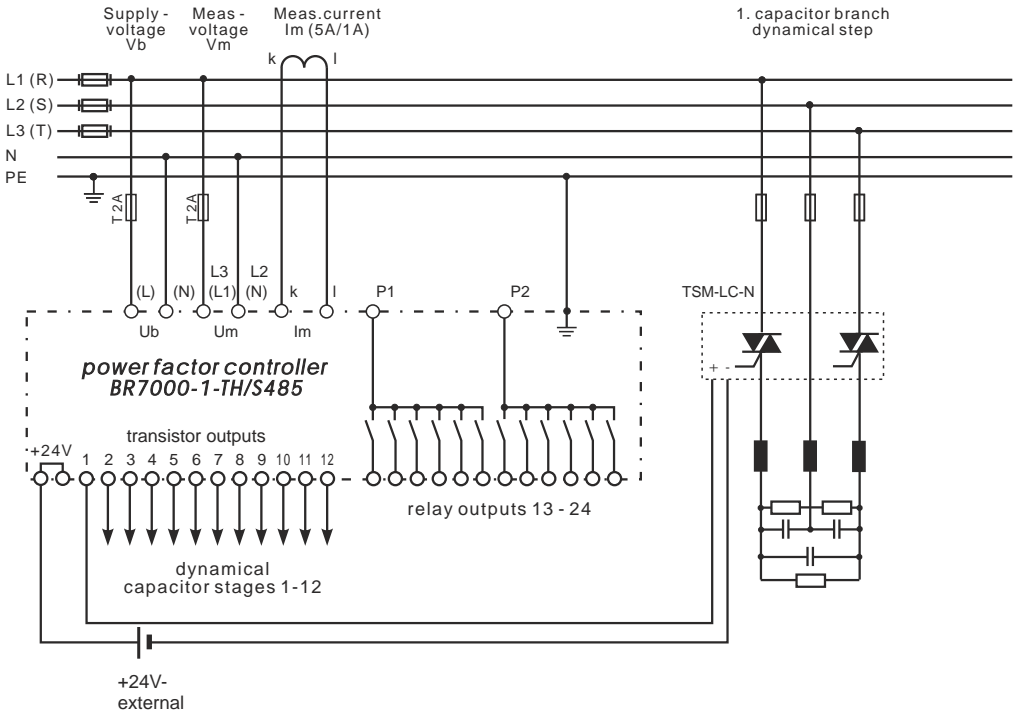 Supply - voltage Vb
Meas - voltage Vm
Meas.current Im (5A/1A)
1. capacitor branch dynamical step
k l
L1 (R)
L2 (S)
L3 (T)
N
PE
T 2 A
T 2 A
L3 L2
(L) (N) (L1) (N) k l P1 P2
TSM-LC-N
Ub Um Im
+ -
power factor controller
BR7000-1-TH/S485
transistor outputs
+24V
1 2 3 4 5 6 7 8 9 10 11 12
relay outputs 13 - 24
dynamical
capacitor stages 1-12
+24V-
external